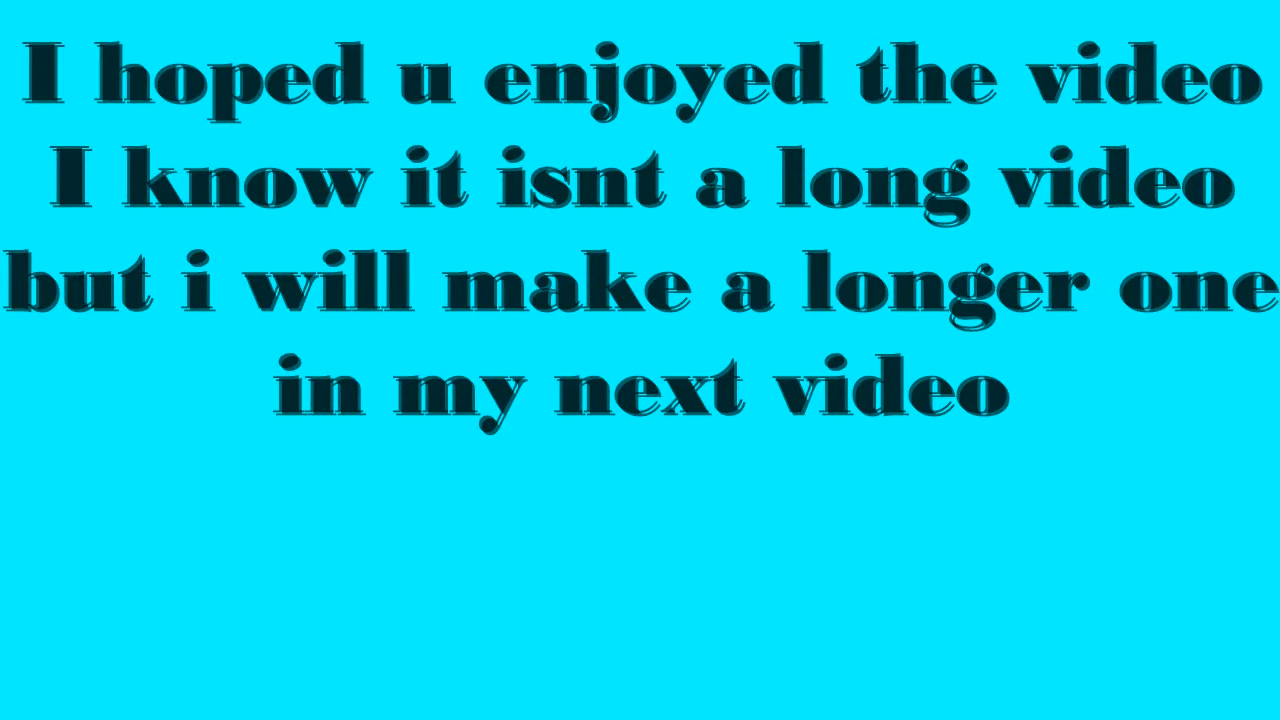 I hoped u enjoyed the video
I know it isnt a long video
but i will make a longer one
in my next video